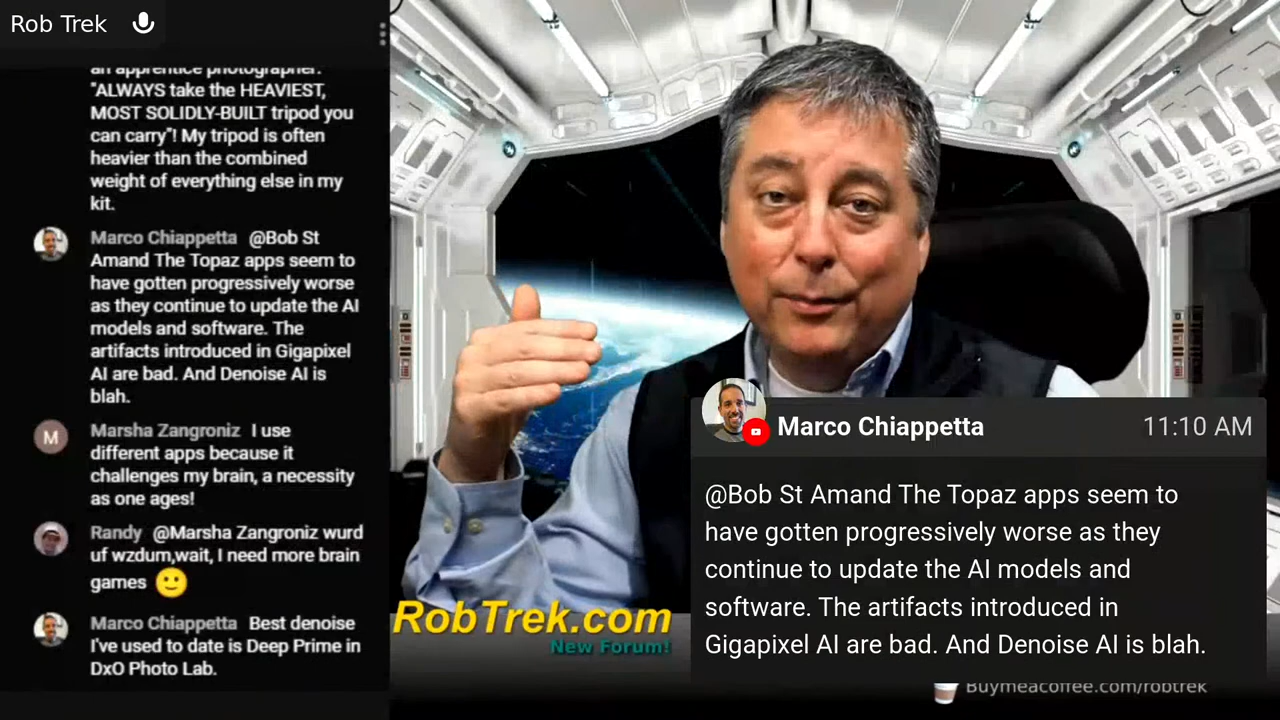 Rob Trek
an apprentice photographer:
"ALWAYS take the HEAVIEST,
MOST SOLIDLY-BUILT tripod you
can carry"! My tripod is often
heavier than the combined
weight of everything else in my
kit.
Marco Chiappetta @Bob St
Amand The Topaz apps seem to
have gotten progressively worse
as they continue to update the AI
models and software. The
artifacts introduced in Gigapixel
AI are bad. And Denoise AI is
blah.
M
Marsha Zangroniz I use
different apps because it
challenges my brain, a necessity
as one ages!
Randy @Marsha Zangroniz wurd
uf wzdum,wait, I need more brain
games 🙂
Marco Chiappetta Best denoise
I've used to date is Deep Prime in
DxO Photo Lab.
RobTrek.com
New Forum!
Marco Chiappetta 11:10 AM
@Bob St Amand The Topaz apps seem to
have gotten progressively worse as they
continue to update the AI models and
software. The artifacts introduced in
Gigapixel AI are bad. And Denoise AI is blah.
Buymeacoffee.com/robtrek